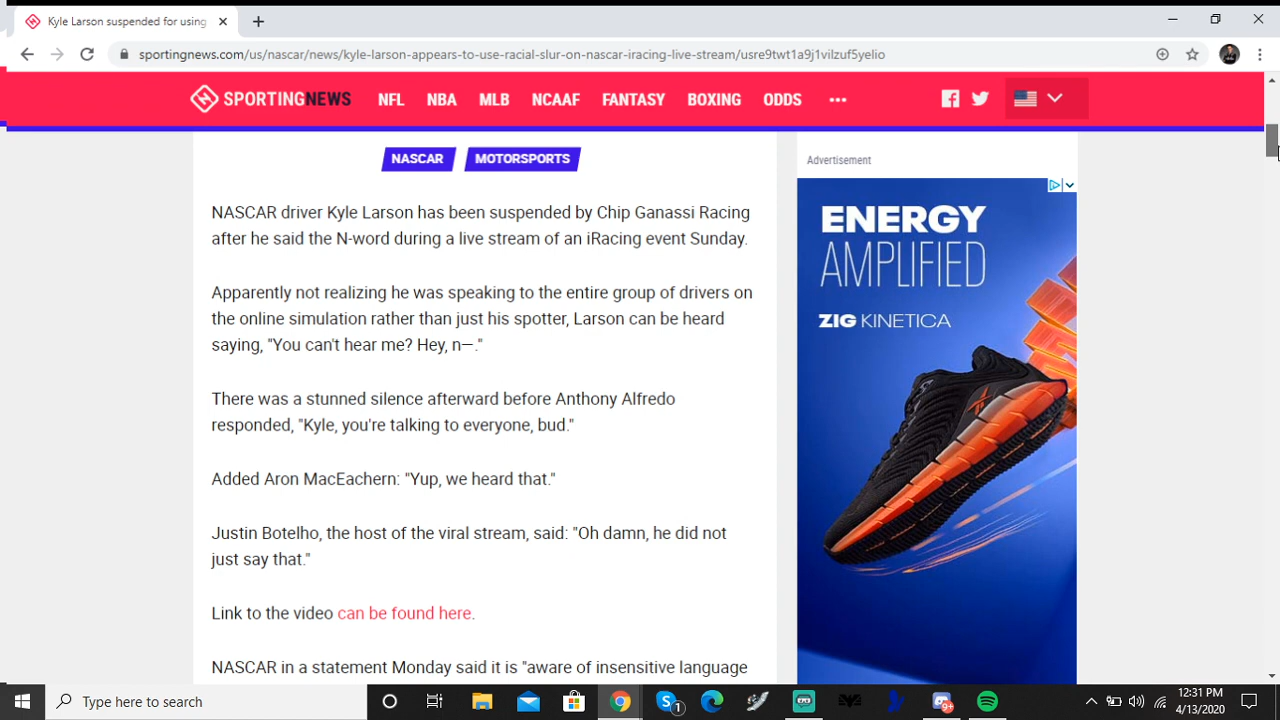 Kyle Larson suspended for using
sportingnews.com/us/nascar/news/kyle-larson-appears-to-use-racial-slur-on-nascar-iracing-live-stream/usre9twt1a9j1vilzuf5yelio
SPORTINGNEWS NFL NBA MLB NCAAF FANTASY BOXING ODDS
NASCAR MOTORSPORTS
NASCAR driver Kyle Larson has been suspended by Chip Ganassi Racing
after he said the N-word during a live stream of an iRacing event Sunday.
Apparently not realizing he was speaking to the entire group of drivers on
the online simulation rather than just his spotter, Larson can be heard
saying, "You can't hear me? Hey, n—."
There was a stunned silence afterward before Anthony Alfredo
responded, "Kyle, you're talking to everyone, bud."
Added Aron MacEachern: "Yup, we heard that."
Justin Botelho, the host of the viral stream, said: "Oh damn, he did not
just say that."
Link to the video can be found here.
NASCAR in a statement Monday said it is "aware of insensitive language
Advertisement
ENERGY
AMPLIFIED
ZIG KINETICA
Type here to search
1
9+
12:31 PM
4/13/2020